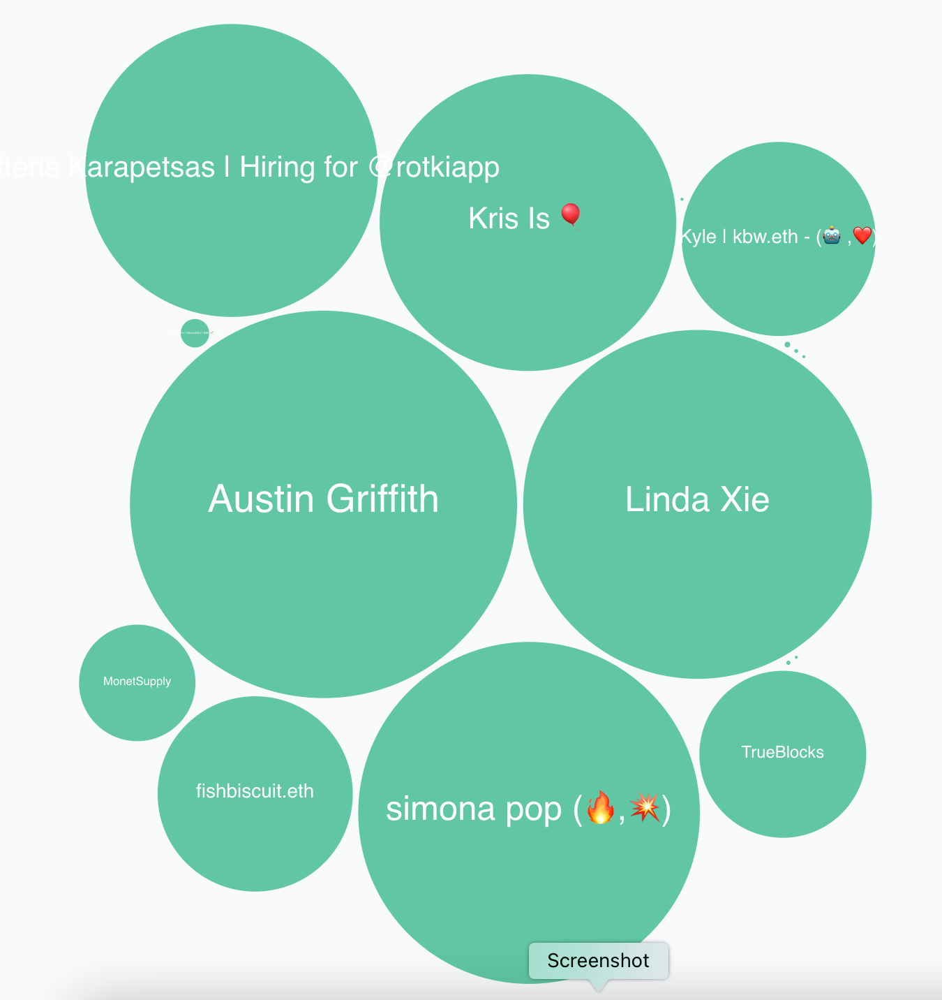 fteris Karapetsas | Hiring for @rotkiapp
Kris Is 🎈
Kyle | kbw.eth - (🤖 ,❤️)
Austin Griffith
Linda Xie
MonetSupply
TrueBlocks
fishbiscuit.eth
simona pop (🔥,💥)
Screenshot